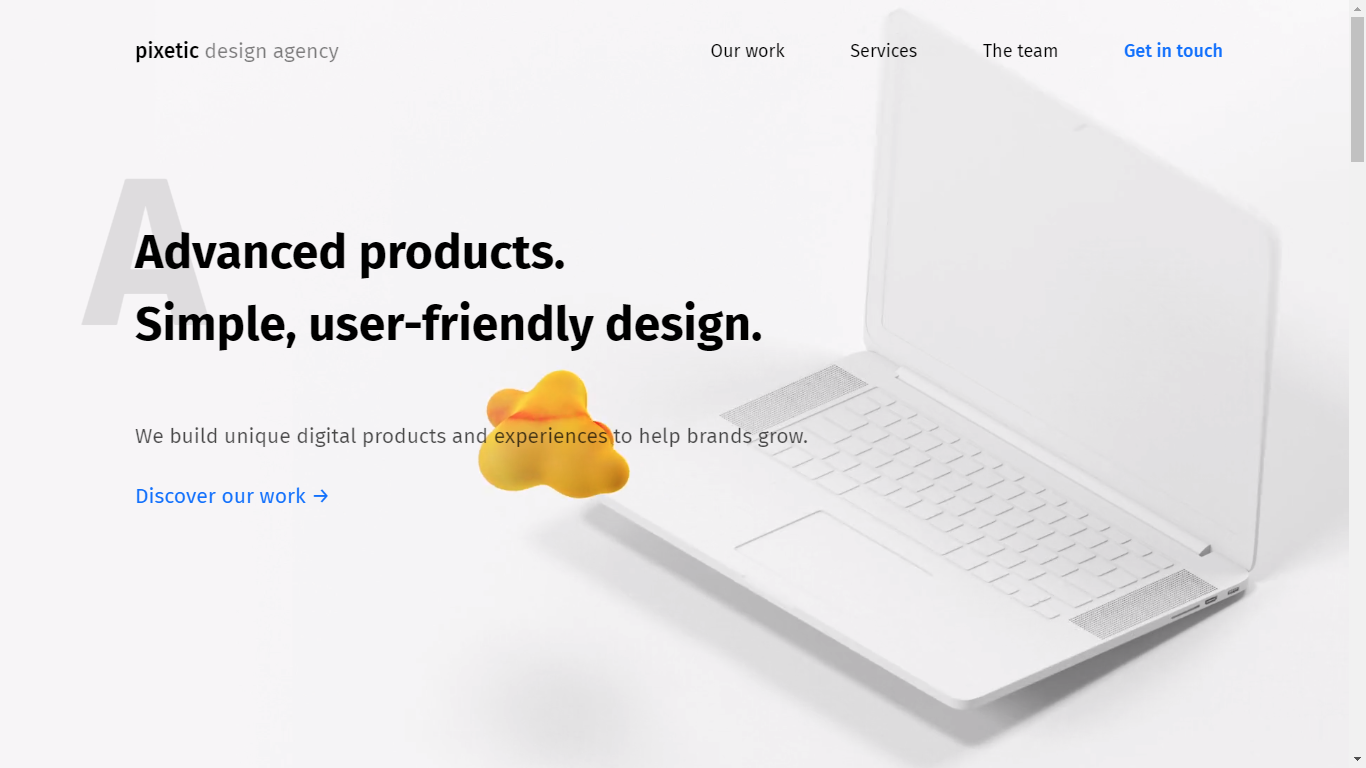 pixetic design agency
Our work
Services
The team
Get in touch
A
Advanced products.
Simple, user-friendly design.
We build unique digital products and experiences to help brands grow.
Discover our work →